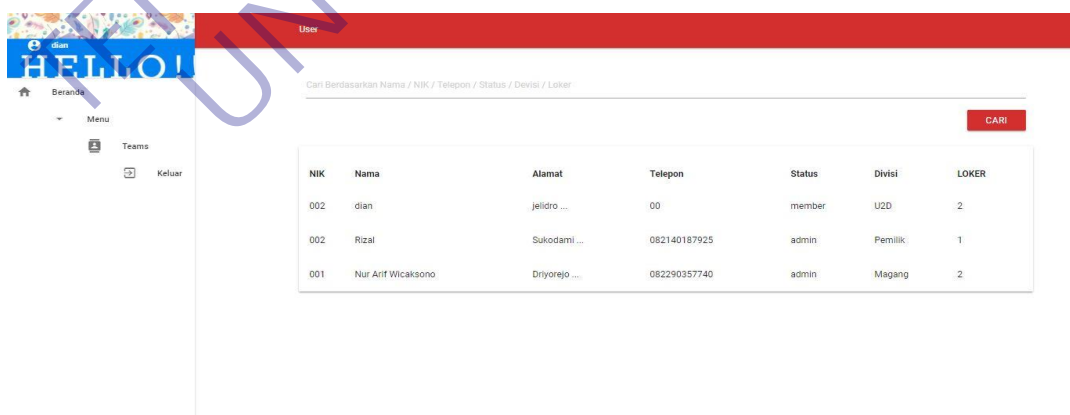 User
dian
HELLO!
Beranda
Menu
Teams
Keluar
Cari Berdasarkan Nama / NIK / Telepon / Status / Devisi / Loker
CARI
NIK Nama Alamat Telepon Status Divisi LOKER
002 dian jelidro ... 00 member U2D 2
002 Rizal Sukodami ... 082140187925 admin Pemilik 1
001 Nur Arif Wicaksono Driyorejo ... 082290357740 admin Magang 2
UN